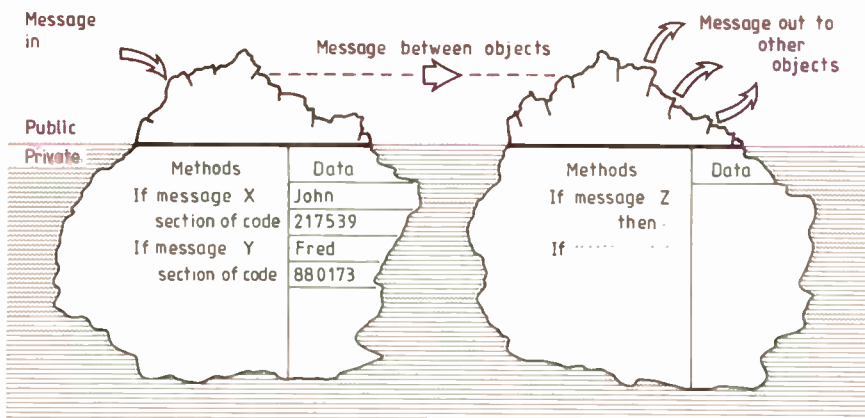 Message
in
Message between objects
Message out to
other
objects
Public
Private
Methods Data
If message X John
section of code 217539
If message Y Fred
section of code 880173
Methods Data
If message Z
then
If